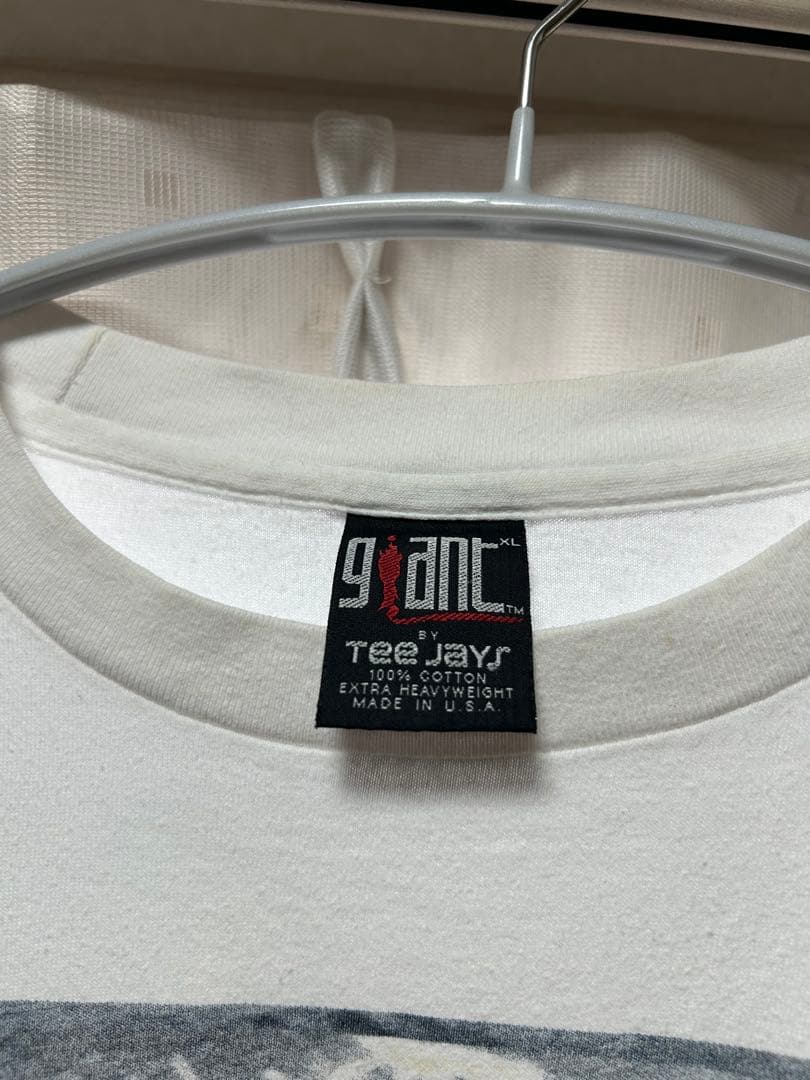 giant XL
TM
BY
Tee Jays
100% COTTON
EXTRA HEAVYWEIGHT
MADE IN U.S.A.